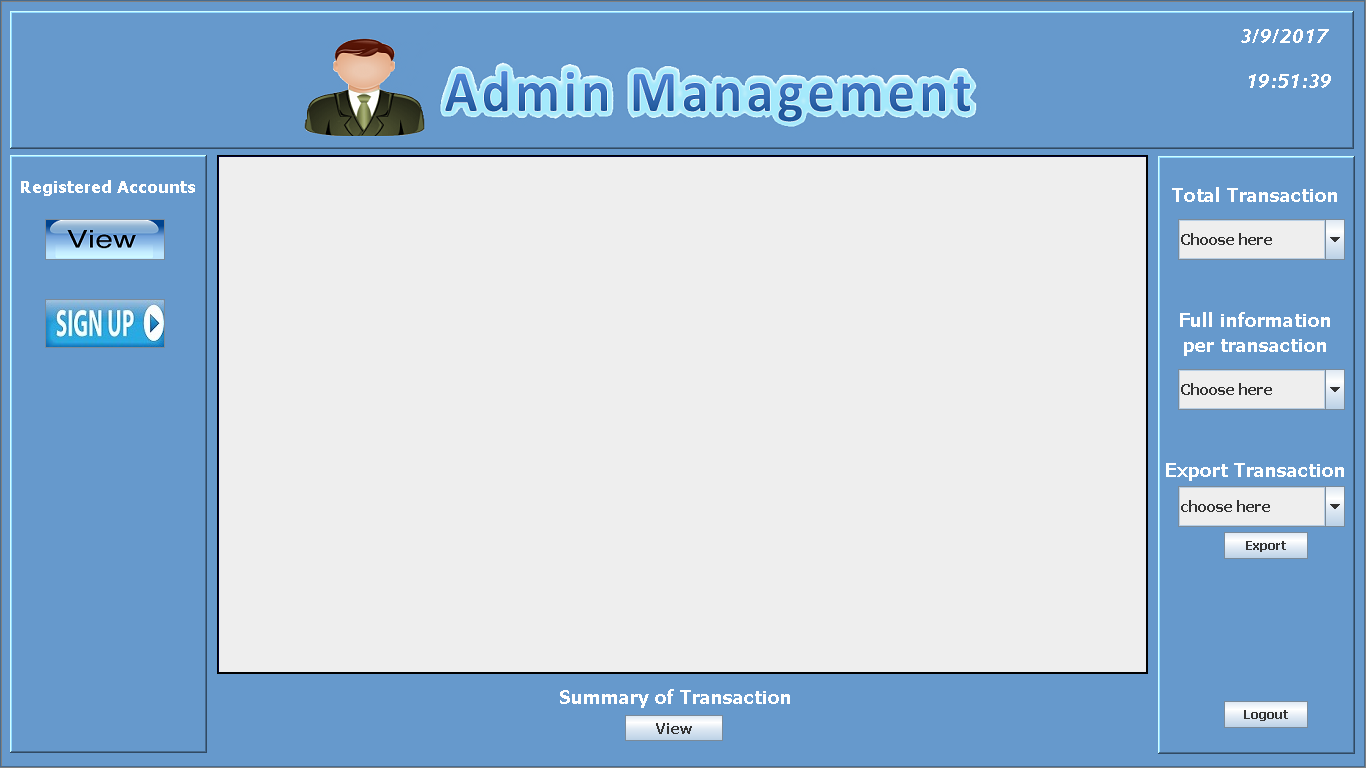 3/9/2017
Admin Management
19:51:39
Registered Accounts
View
SIGN UP
Total Transaction
Choose here
Full information
per transaction
Choose here
Export Transaction
choose here
Export
Summary of Transaction
View
Logout